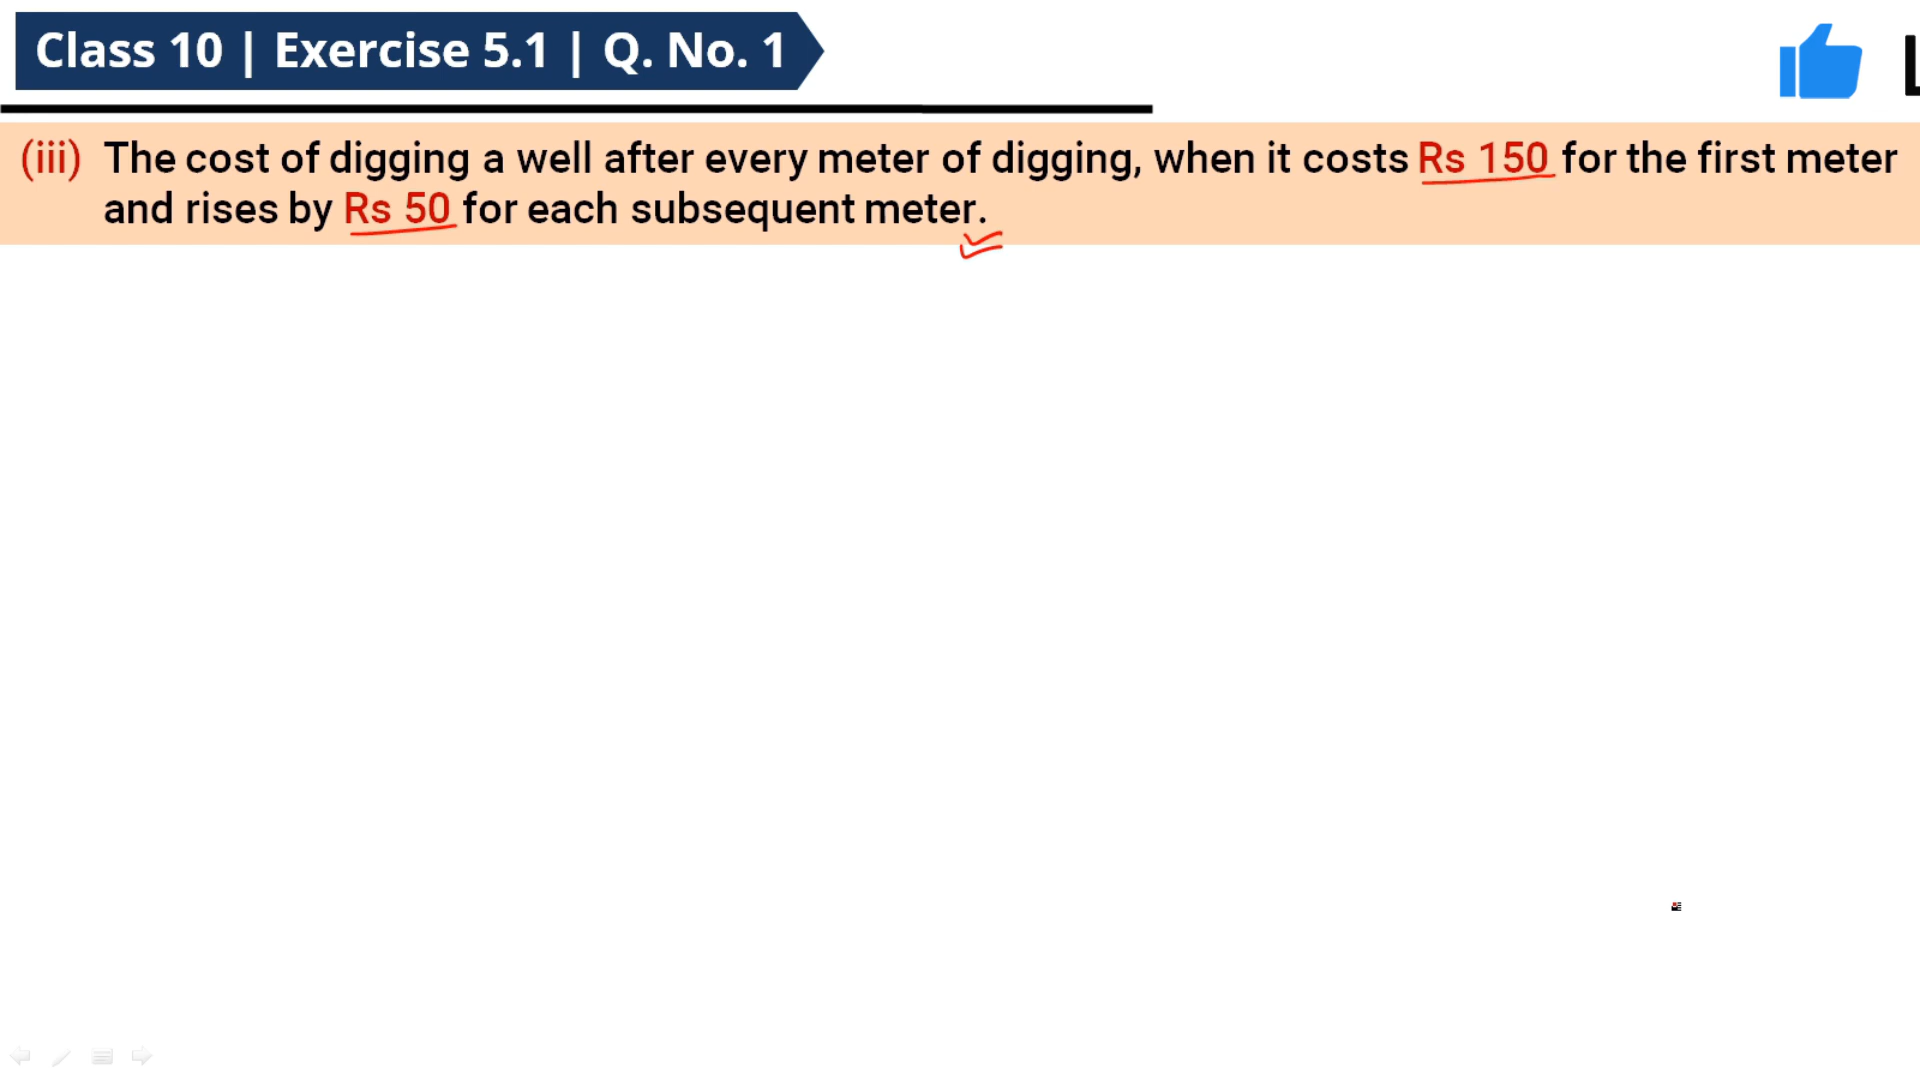 Class 10 | Exercise 5.1 | Q. No. 1
(iii) The cost of digging a well after every meter of digging, when it costs Rs 150 for the first meter
and rises by Rs 50 for each subsequent meter.